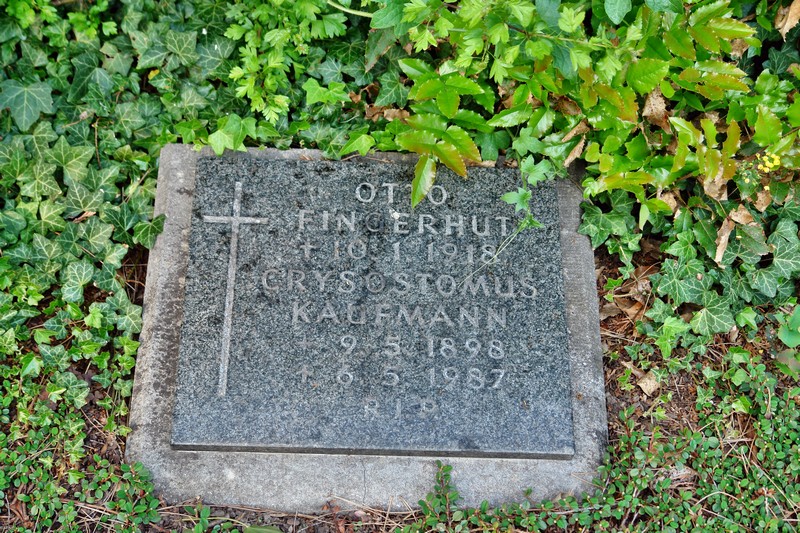 OTTO
FINGERHUT
† 10.1.1918
CRYSOSTOMUS
KAUFMANN
* 9.5.1898
† 6.5.1987
R.I.P.